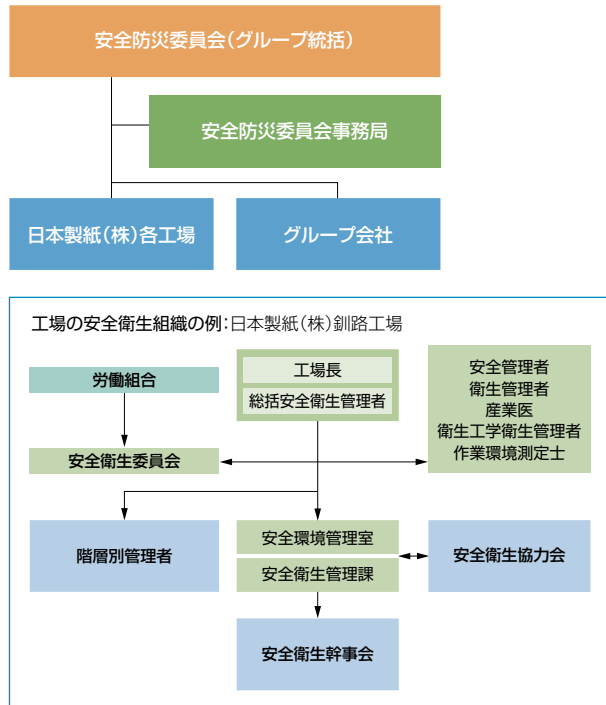 安全防災委員会(グループ統括)
安全防災委員会事務局
日本製紙(株)各工場
グループ会社
工場の安全衛生組織の例:日本製紙(株)釧路工場
労働組合
工場長
総括安全衛生管理者
安全管理者
衛生管理者
産業医
衛生工学衛生管理者
作業環境測定士
安全衛生委員会
階層別管理者
安全環境管理室
安全衛生管理課
安全衛生協力会
安全衛生幹事会